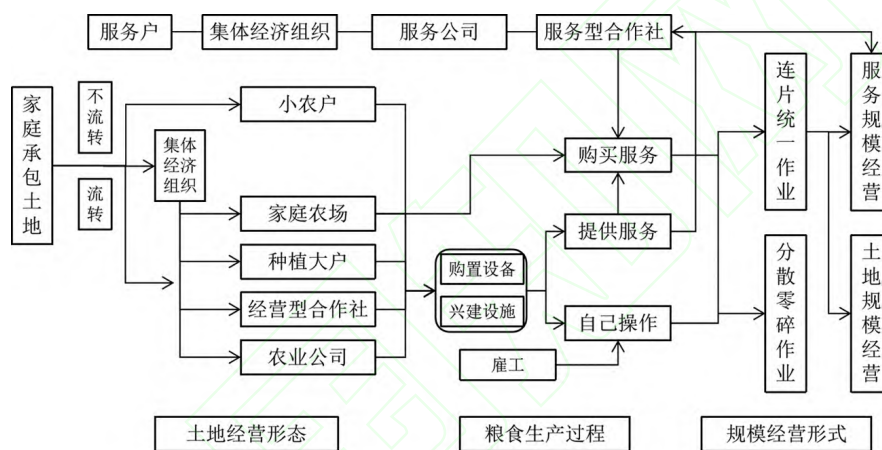 服务户
集体经济组织
服务公司
服务型合作社
家庭承包土地
不流转
流转
集体
经济
组织
小农户
家庭农场
种植大户
经营型合作社
农业公司
购置设备
兴建设施
雇工
购买服务
提供服务
自己操作
连片统一作业
分散零碎作业
服务规模经营
土地规模经营
土地经营形态
粮食生产过程
规模经营形式